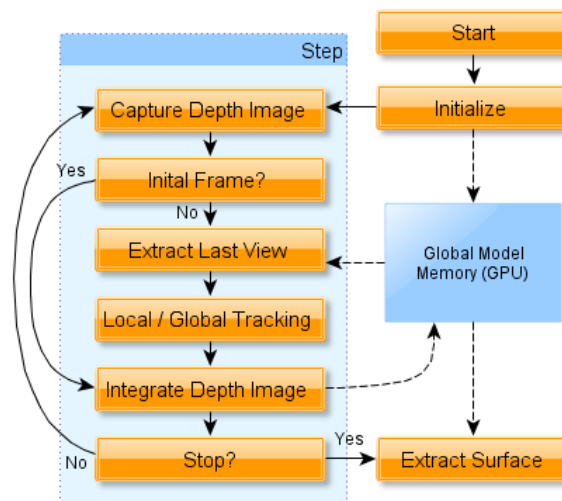 Start
Step
Capture Depth Image
Initialize
Yes
Inital Frame?
No
Extract Last View
Global Model
Memory (GPU)
Local / Global Tracking
Integrate Depth Image
No
Stop?
Yes
Extract Surface